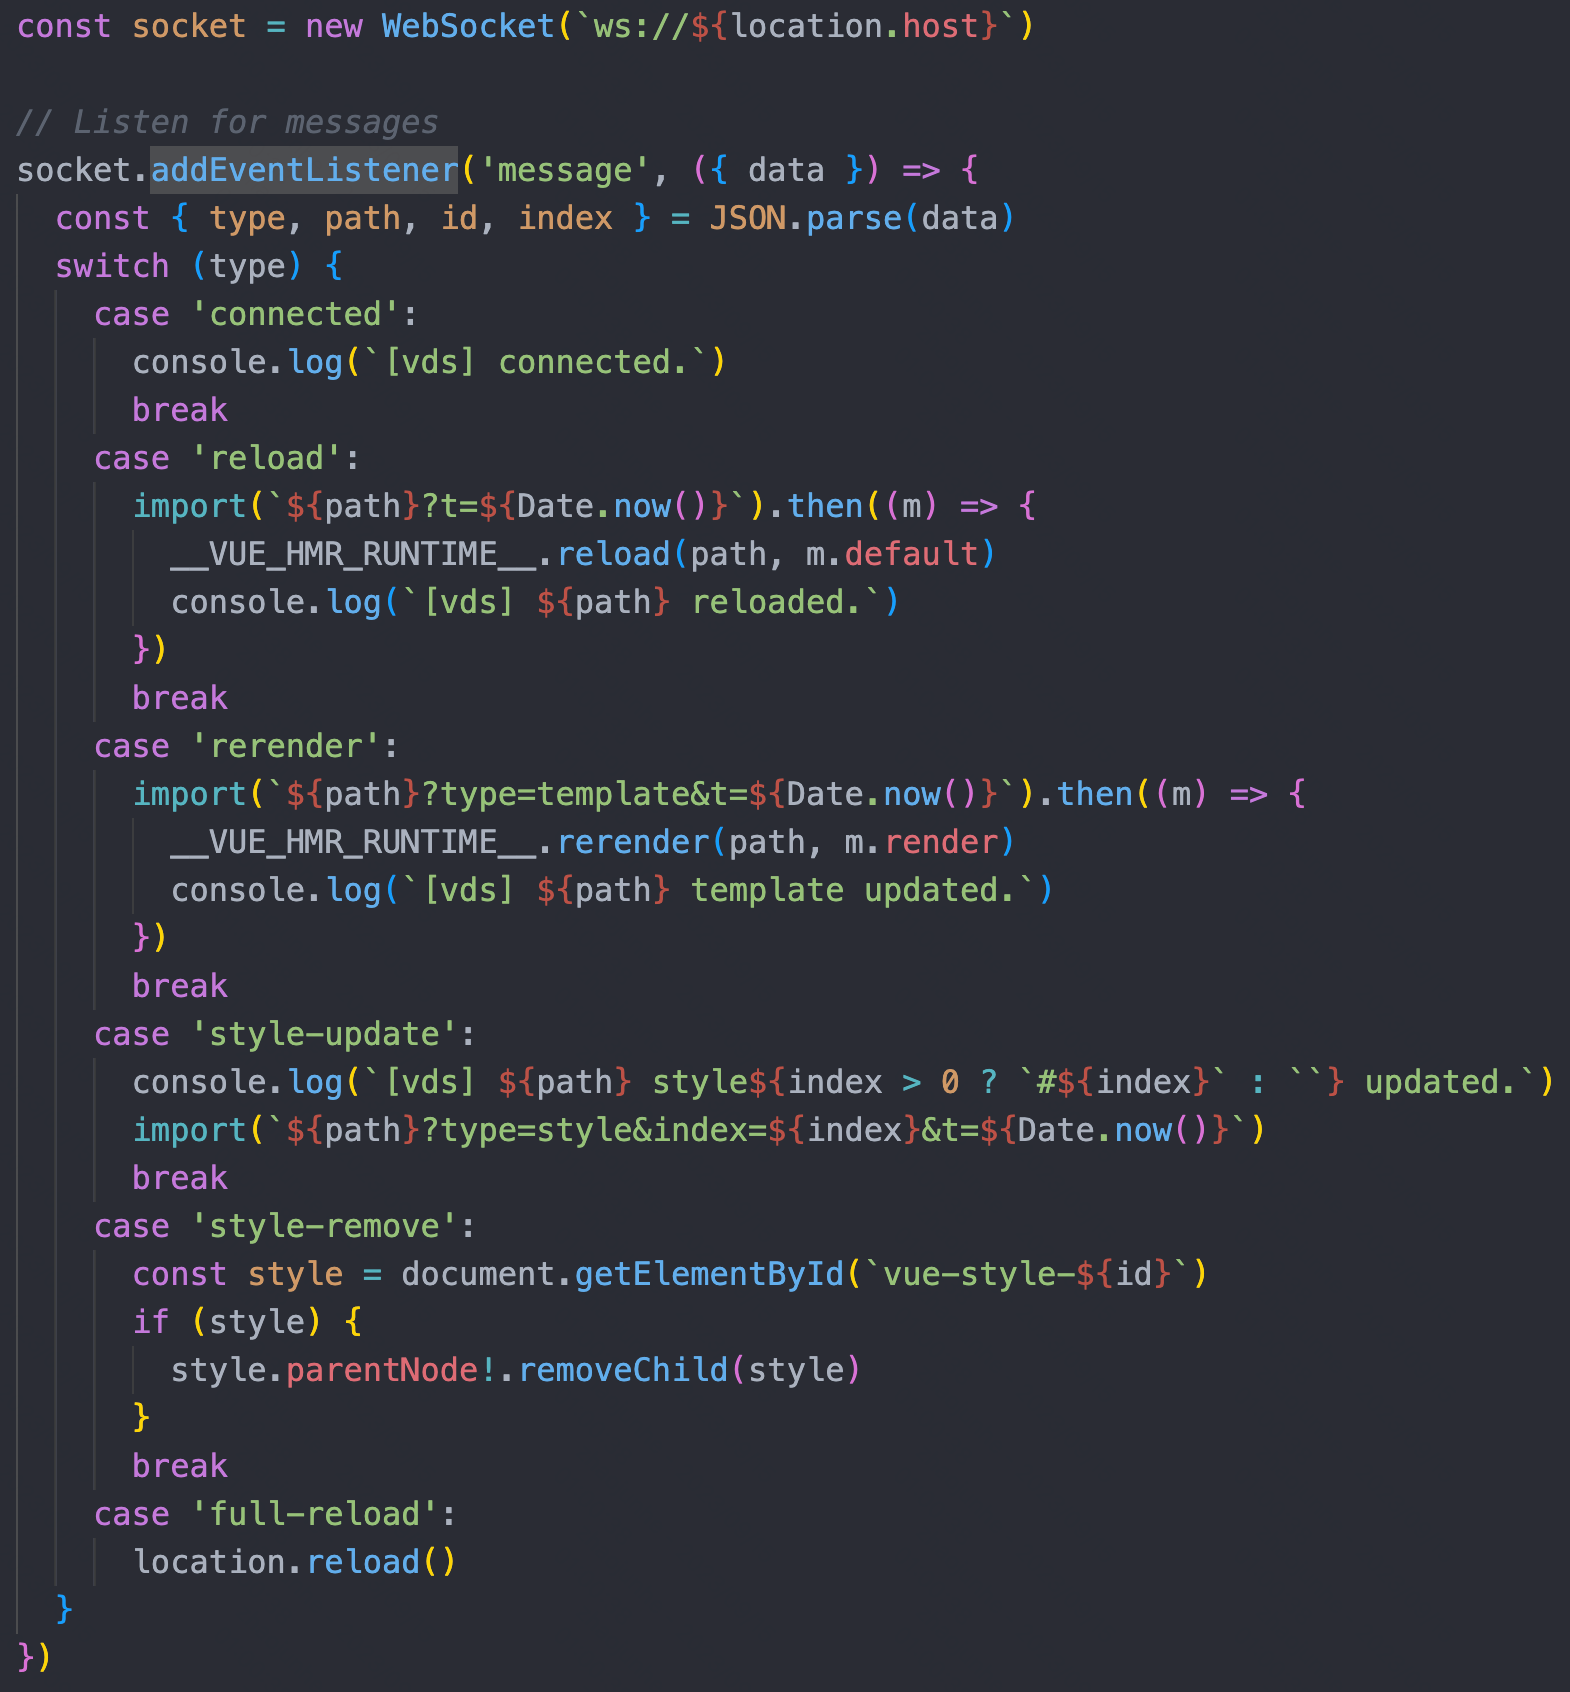 const socket = new WebSocket(`ws://${location.host}`)

// Listen for messages
socket.addEventListener('message', ({ data }) => {
  const { type, path, id, index } = JSON.parse(data)
  switch (type) {
    case 'connected':
      console.log(`[vds] connected.`)
      break
    case 'reload':
      import(`${path}?t=${Date.now()}`).then((m) => {
        __VUE_HMR_RUNTIME__.reload(path, m.default)
        console.log(`[vds] ${path} reloaded.`)
      })
      break
    case 'rerender':
      import(`${path}?type=template&t=${Date.now()}`).then((m) => {
        __VUE_HMR_RUNTIME__.rerender(path, m.render)
        console.log(`[vds] ${path} template updated.`)
      })
      break
    case 'style-update':
      console.log(`[vds] ${path} style${index > 0 ? `#${index}` : ``} updated.`)
      import(`${path}?type=style&index=${index}&t=${Date.now()}`)
      break
    case 'style-remove':
      const style = document.getElementById(`vue-style-${id}`)
      if (style) {
        style.parentNode!.removeChild(style)
      }
      break
    case 'full-reload':
      location.reload()
  }
})